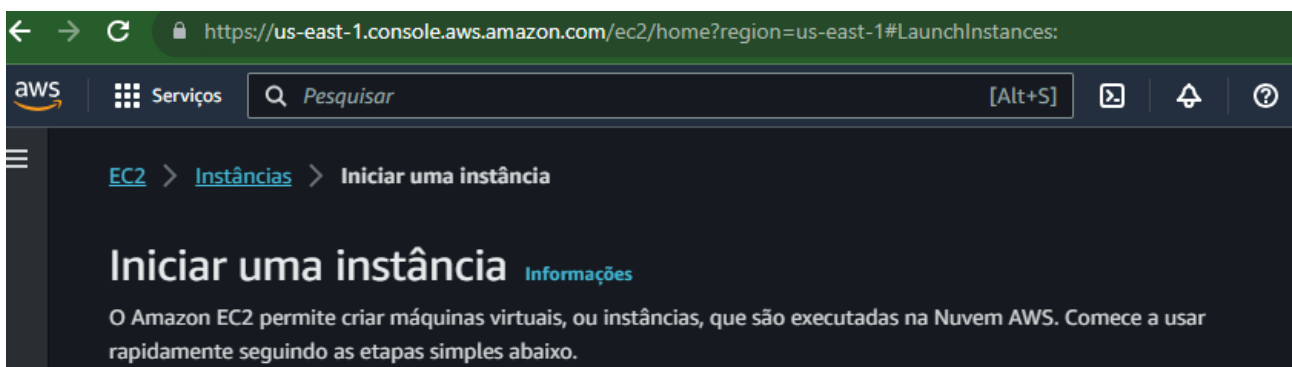 https://us-east-1.console.aws.amazon.com/ec2/home?region=us-east-1#LaunchInstances:
aws Serviços Pesquisar [Alt+S]
EC2 > Instâncias > Iniciar uma instância
Iniciar uma instância Informações
O Amazon EC2 permite criar máquinas virtuais, ou instâncias, que são executadas na Nuvem AWS. Comece a usar
rapidamente seguindo as etapas simples abaixo.